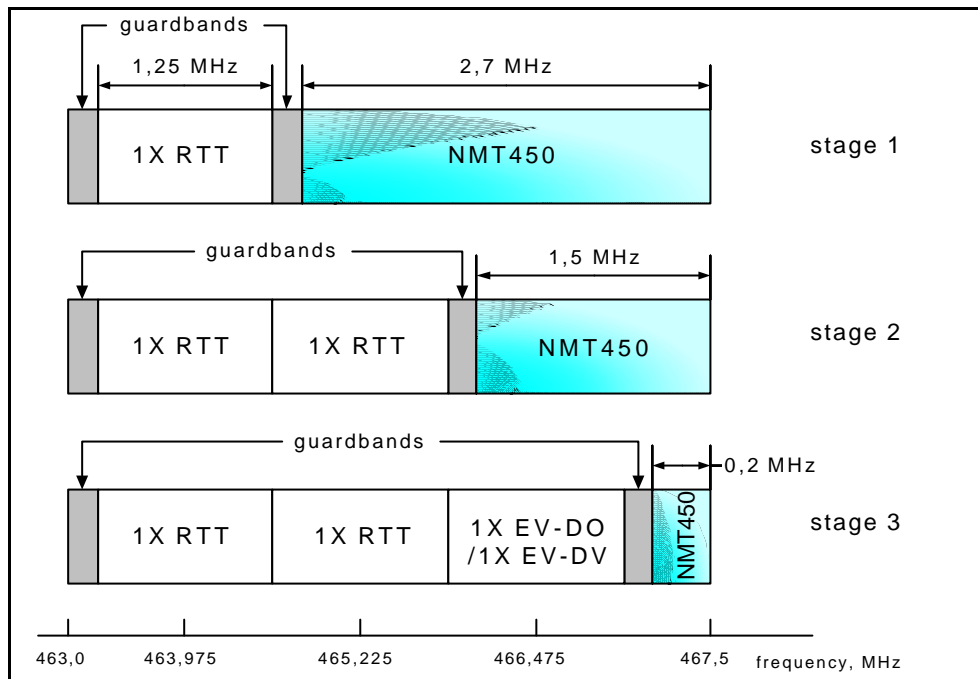 guardbands
1,25 MHz
2,7 MHz
1X RTT
NMT450
stage 1
guardbands
1,5 MHz
1X RTT
1X RTT
NMT450
stage 2
guardbands
0,2 MHz
1X RTT
1X RTT
1X EV-DO
/1X EV-DV
NMT450
stage 3
463,0
463,975
465,225
466,475
467,5
frequency, MHz